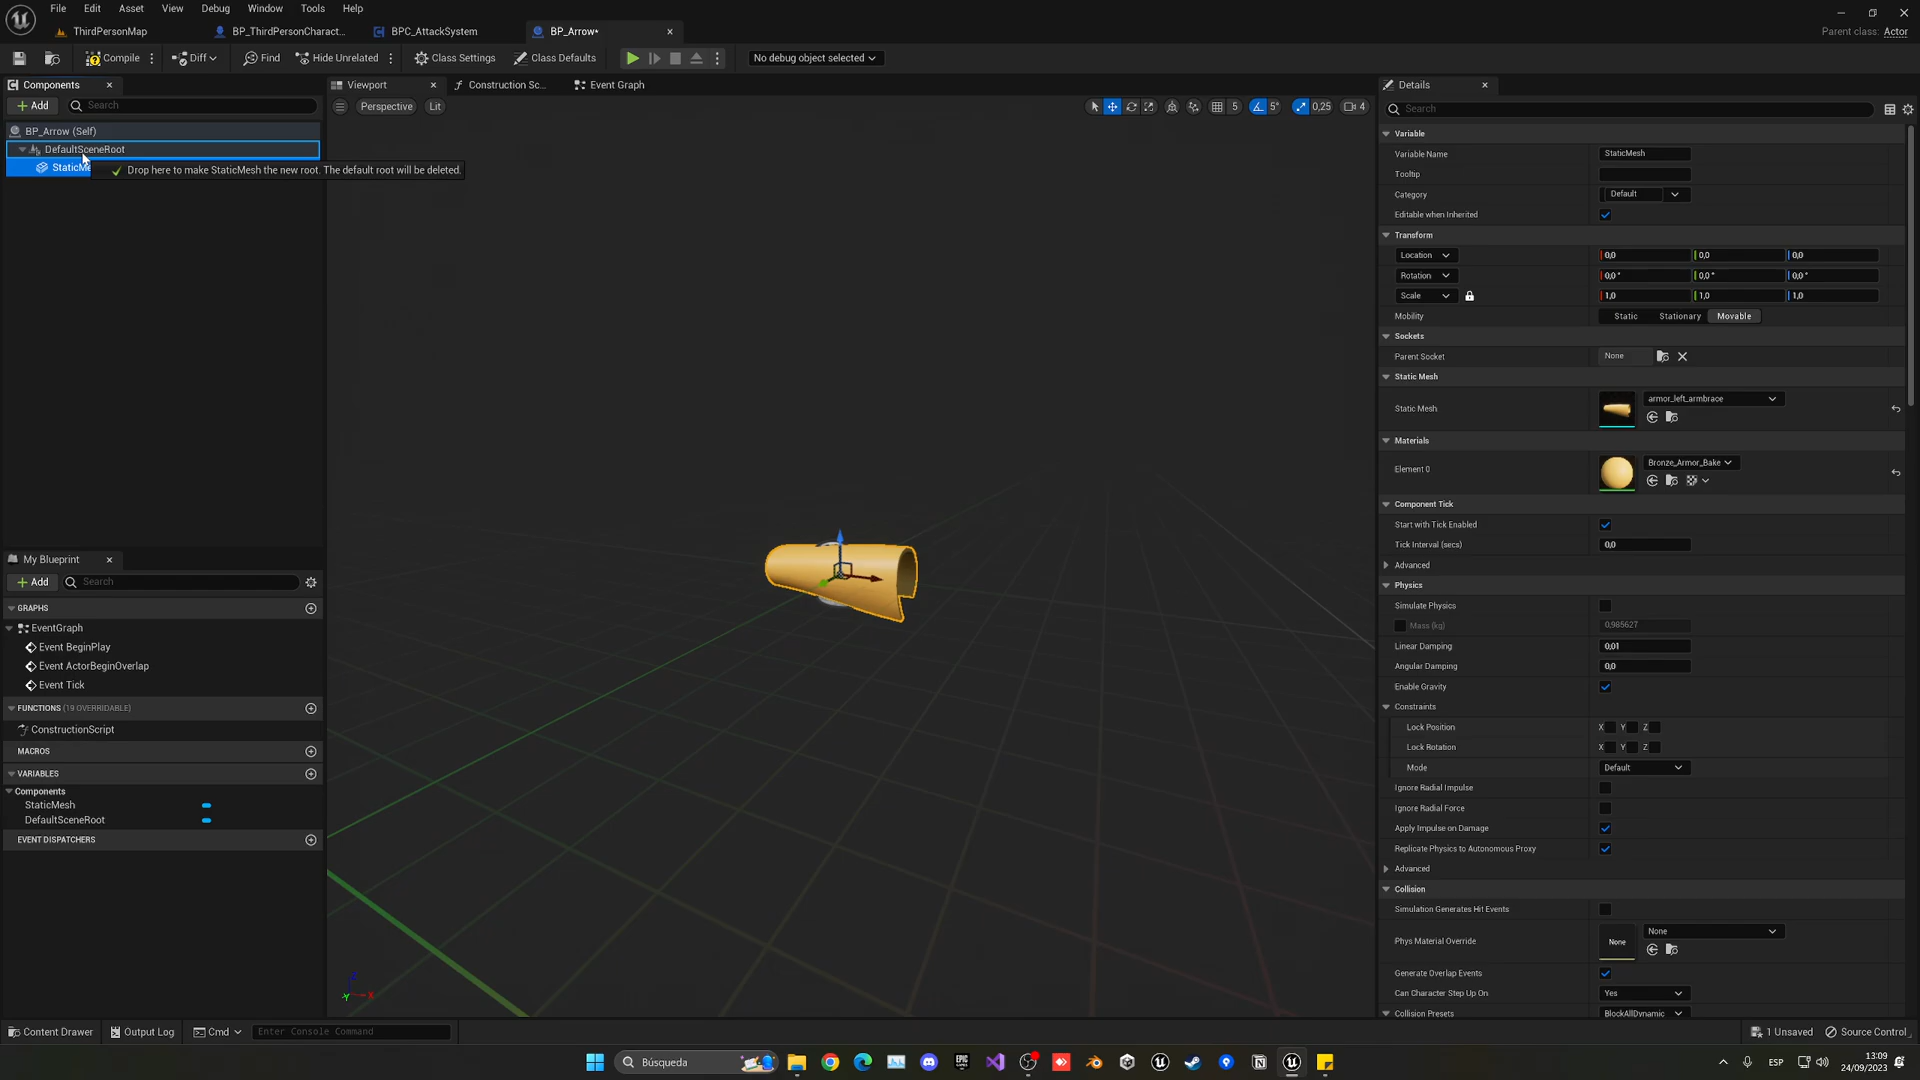 File Edit Asset View Debug Window Tools Help
ThirdPersonMap BP_ThirdPersonCharact... BPC_AttackSystem BP_Arrow* Parent class: Actor
Compile Diff Find Hide Unrelated Class Settings Class Defaults No debug object selected
Components Viewport Construction Sc... Event Graph Details
Add Search Perspective Lit 5 5° 0,25 4 Search
BP_Arrow (Self)
DefaultSceneRoot
StaticMe
Drop here to make StaticMesh the new root. The default root will be deleted.
My Blueprint
Add Search
GRAPHS
EventGraph
Event BeginPlay
Event ActorBeginOverlap
Event Tick
FUNCTIONS (19 OVERRIDABLE)
ConstructionScript
MACROS
VARIABLES
Components
StaticMesh
DefaultSceneRoot
EVENT DISPATCHERS
Z
Y X
Variable
Variable Name StaticMesh
Tooltip
Category Default
Editable when Inherited
Transform
Location 0,0 0,0 0,0
Rotation 0,0 ° 0,0 ° 0,0 °
Scale 1,0 1,0 1,0
Mobility Static Stationary Movable
Sockets
Parent Socket None
Static Mesh
Static Mesh armor_left_armbrace
Materials
Element 0 Bronze_Armor_Bake
Component Tick
Start with Tick Enabled
Tick Interval (secs) 0,0
Advanced
Physics
Simulate Physics
Mass (kg) 0,985627
Linear Damping 0,01
Angular Damping 0,0
Enable Gravity
Constraints
Lock Position X Y Z
Lock Rotation X Y Z
Mode Default
Ignore Radial Impulse
Ignore Radial Force
Apply Impulse on Damage
Replicate Physics to Autonomous Proxy
Advanced
Collision
Simulation Generates Hit Events
Phys Material Override None None
Generate Overlap Events
Can Character Step Up On Yes
Collision Presets BlockAllDynamic
Content Drawer Output Log Cmd Enter Console Command 1 Unsaved Source Control
Búsqueda ESP 13:09
24/09/2023